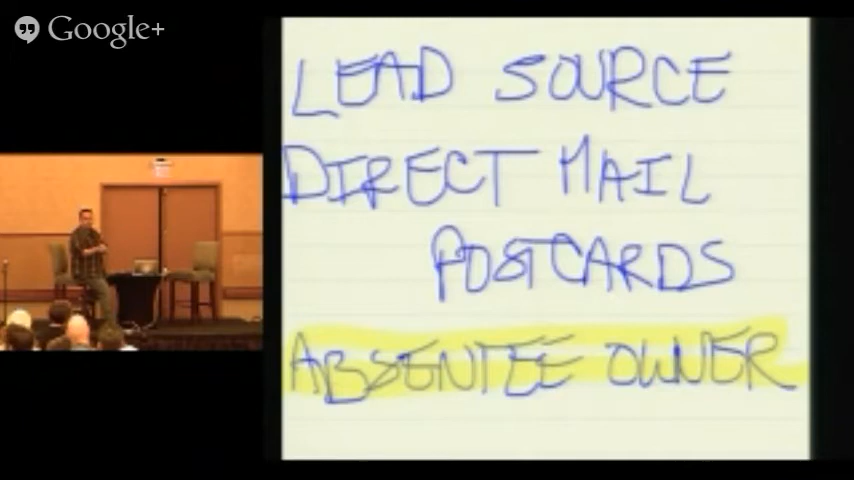 Google+
LEAD SOURCE
DIRECT MAIL
POSTCARDS
ABSENTEE OWNER